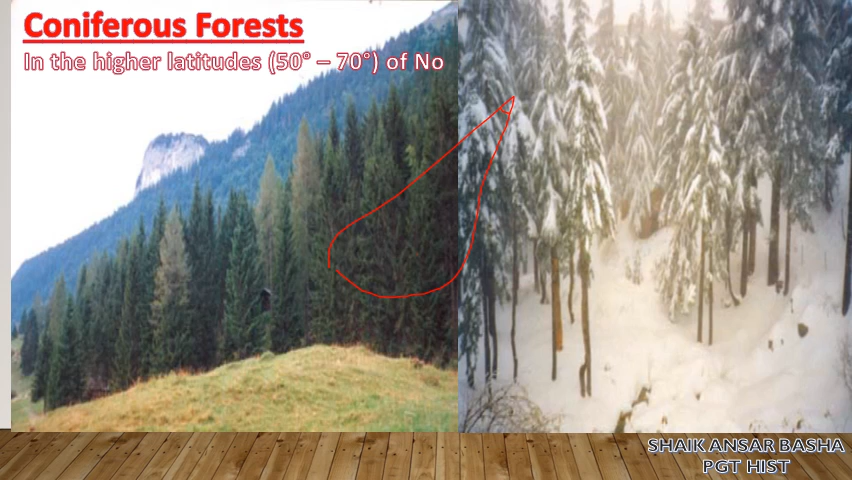 Coniferous Forests
In the higher latitudes (50° – 70°) of No
SHAIK ANSAR BASHA
PGT HIST